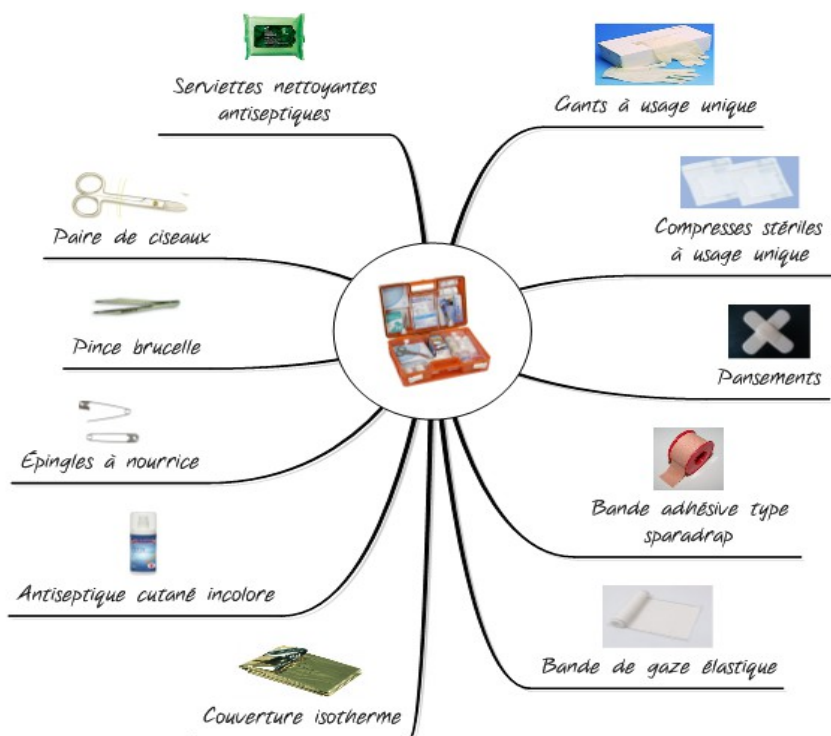 Serviettes nettoyantes
antiseptiques
Gants à usage unique
Paire de ciseaux
Compresses stériles
à usage unique
Pince brucelle
Pansements
Épingles à nourrice
Bande adhésive type
sparadrap
Antiseptique cutané incolore
Bande de gaze élastique
Couverture isotherme